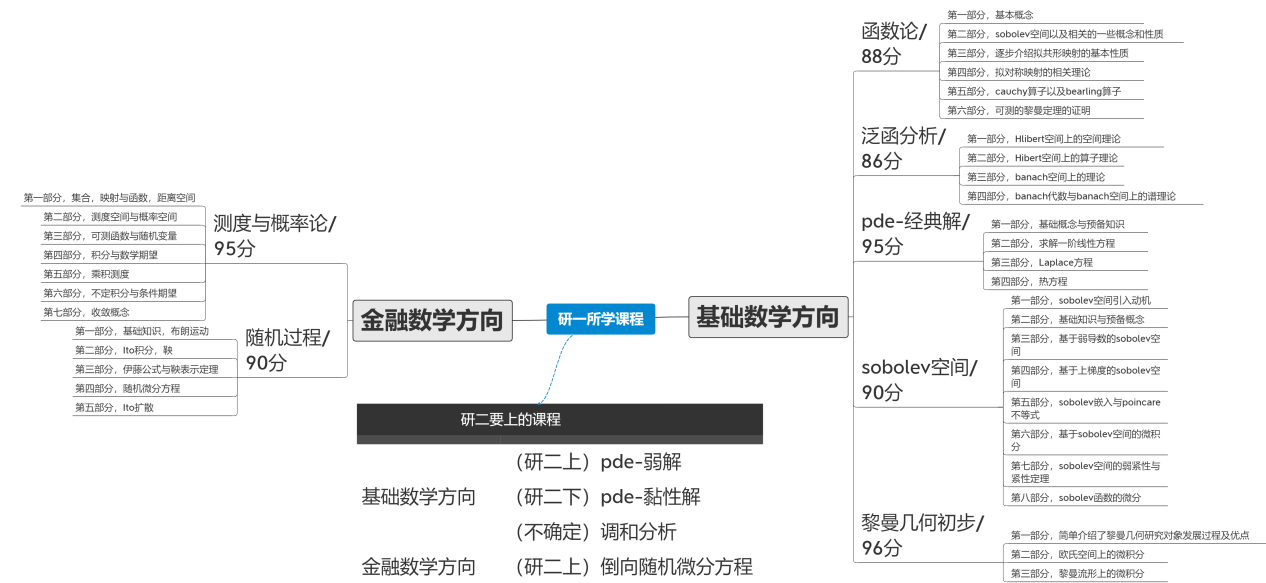 研一所学课程
金融数学方向
测度与概率论/
95分
第一部分，集合，映射与函数，距离空间
第二部分，测度空间与概率空间
第三部分，可测函数与随机变量
第四部分，积分与数学期望
第五部分，乘积测度
第六部分，不定积分与条件期望
第七部分，收敛概念
随机过程/
90分
第一部分，基础知识，布朗运动
第二部分，Ito积分，鞅
第三部分，伊藤公式与鞅表示定理
第四部分，随机微分方程
第五部分，Ito扩散
基础数学方向
函数论/
88分
第一部分，基本概念
第二部分，sobolev空间以及相关的一些概念和性质
第三部分，逐步介绍拟共形映射的基本性质
第四部分，拟对称映射的相关理论
第五部分，cauchy算子以及bearling算子
第六部分，可测的黎曼定理的证明
泛函分析/
86分
第一部分，Hlibert空间上的空间理论
第二部分，Hibert空间上的算子理论
第三部分，banach空间上的理论
第四部分，banach代数与banach空间上的谱理论
pde-经典解/
95分
第一部分，基础概念与预备知识
第二部分，求解一阶线性方程
第三部分，Laplace方程
第四部分，热方程
sobolev空间/
90分
第一部分，sobolev空间引入动机
第二部分，基础知识与预备概念
第三部分，基于弱导数的sobolev空
间
第四部分，基于上梯度的sobolev空
间
第五部分，sobolev嵌入与poincare
不等式
第六部分，基于sobolev空间的微积
分
第七部分，sobolev空间的弱紧性与
紧性定理
第八部分，sobolev函数的微分
黎曼几何初步/
96分
第一部分，简单介绍了黎曼几何研究对象发展过程及优点
第二部分，欧氏空间上的微积分
第三部分，黎曼流形上的微积分
研二要上的课程
（研二上）pde-弱解
基础数学方向 （研二下）pde-黏性解
（不确定）调和分析
金融数学方向 （研二上）倒向随机微分方程